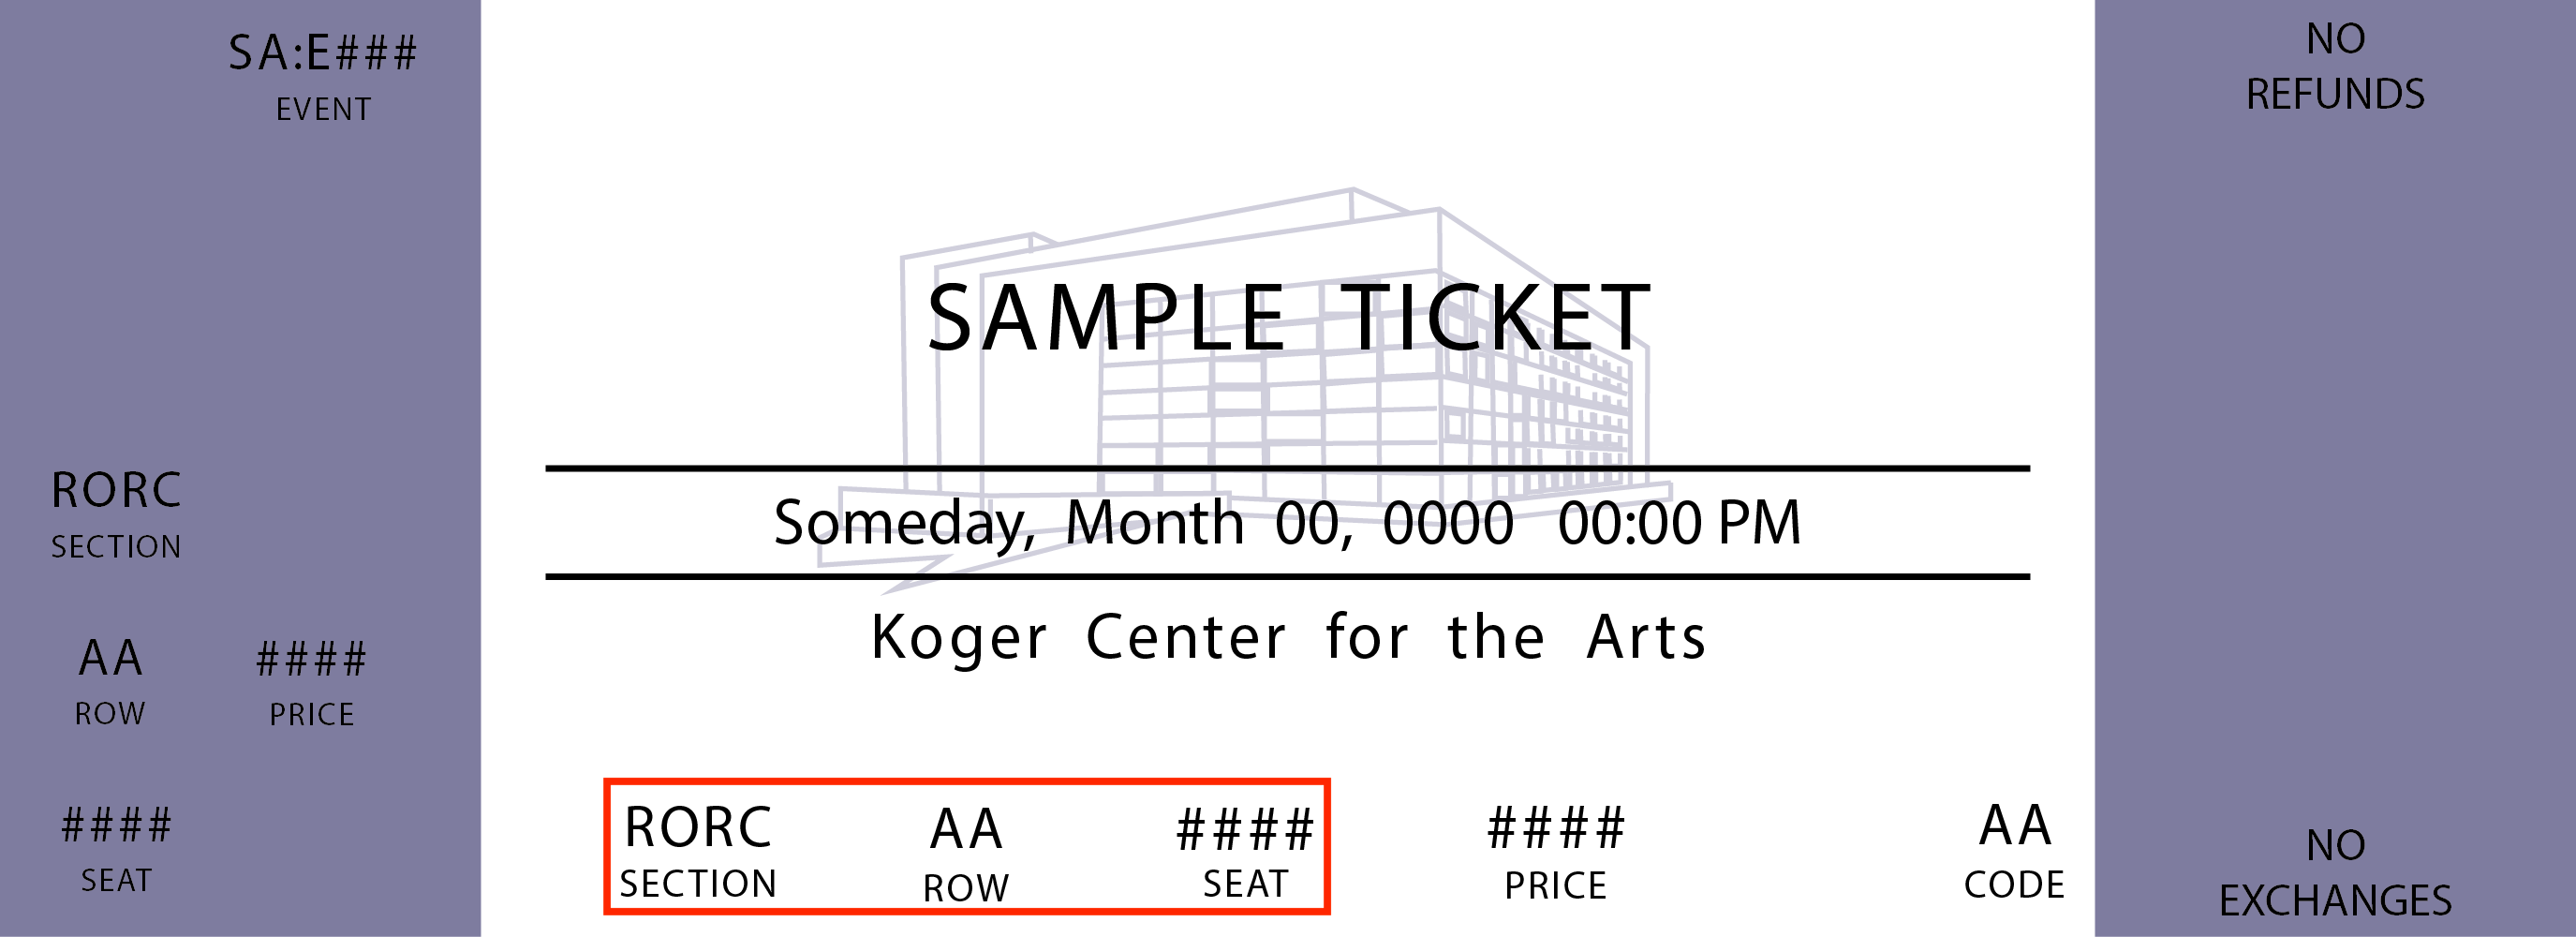 SA:E###
EVENT
RORC
SECTION
AA ####
ROW PRICE
####
SEAT
SAMPLE TICKET
Someday, Month 00, 0000 00:00 PM
Koger Center for the Arts
RORC AA #### #### AA
SECTION ROW SEAT PRICE CODE
NO
REFUNDS
NO
EXCHANGES